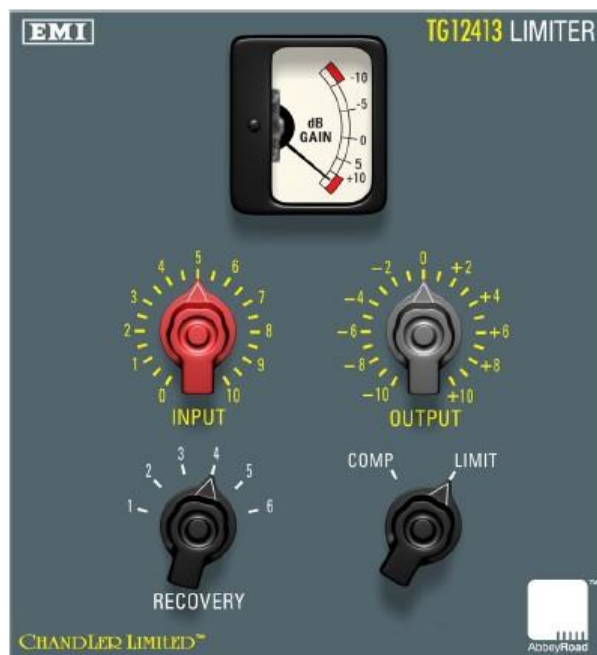 EMI
TG12413 LIMITER
-10
-5
dB
GAIN
0
5
+10
0 1 2 3 4 5 6 7 8 9 10
INPUT
-10 -8 -6 -4 -2 0 +2 +4 +6 +8 +10
OUTPUT
1 2 3 4 5 6
RECOVERY
COMP LIMIT
CHANDLER LIMITED™
AbbeyRoad™